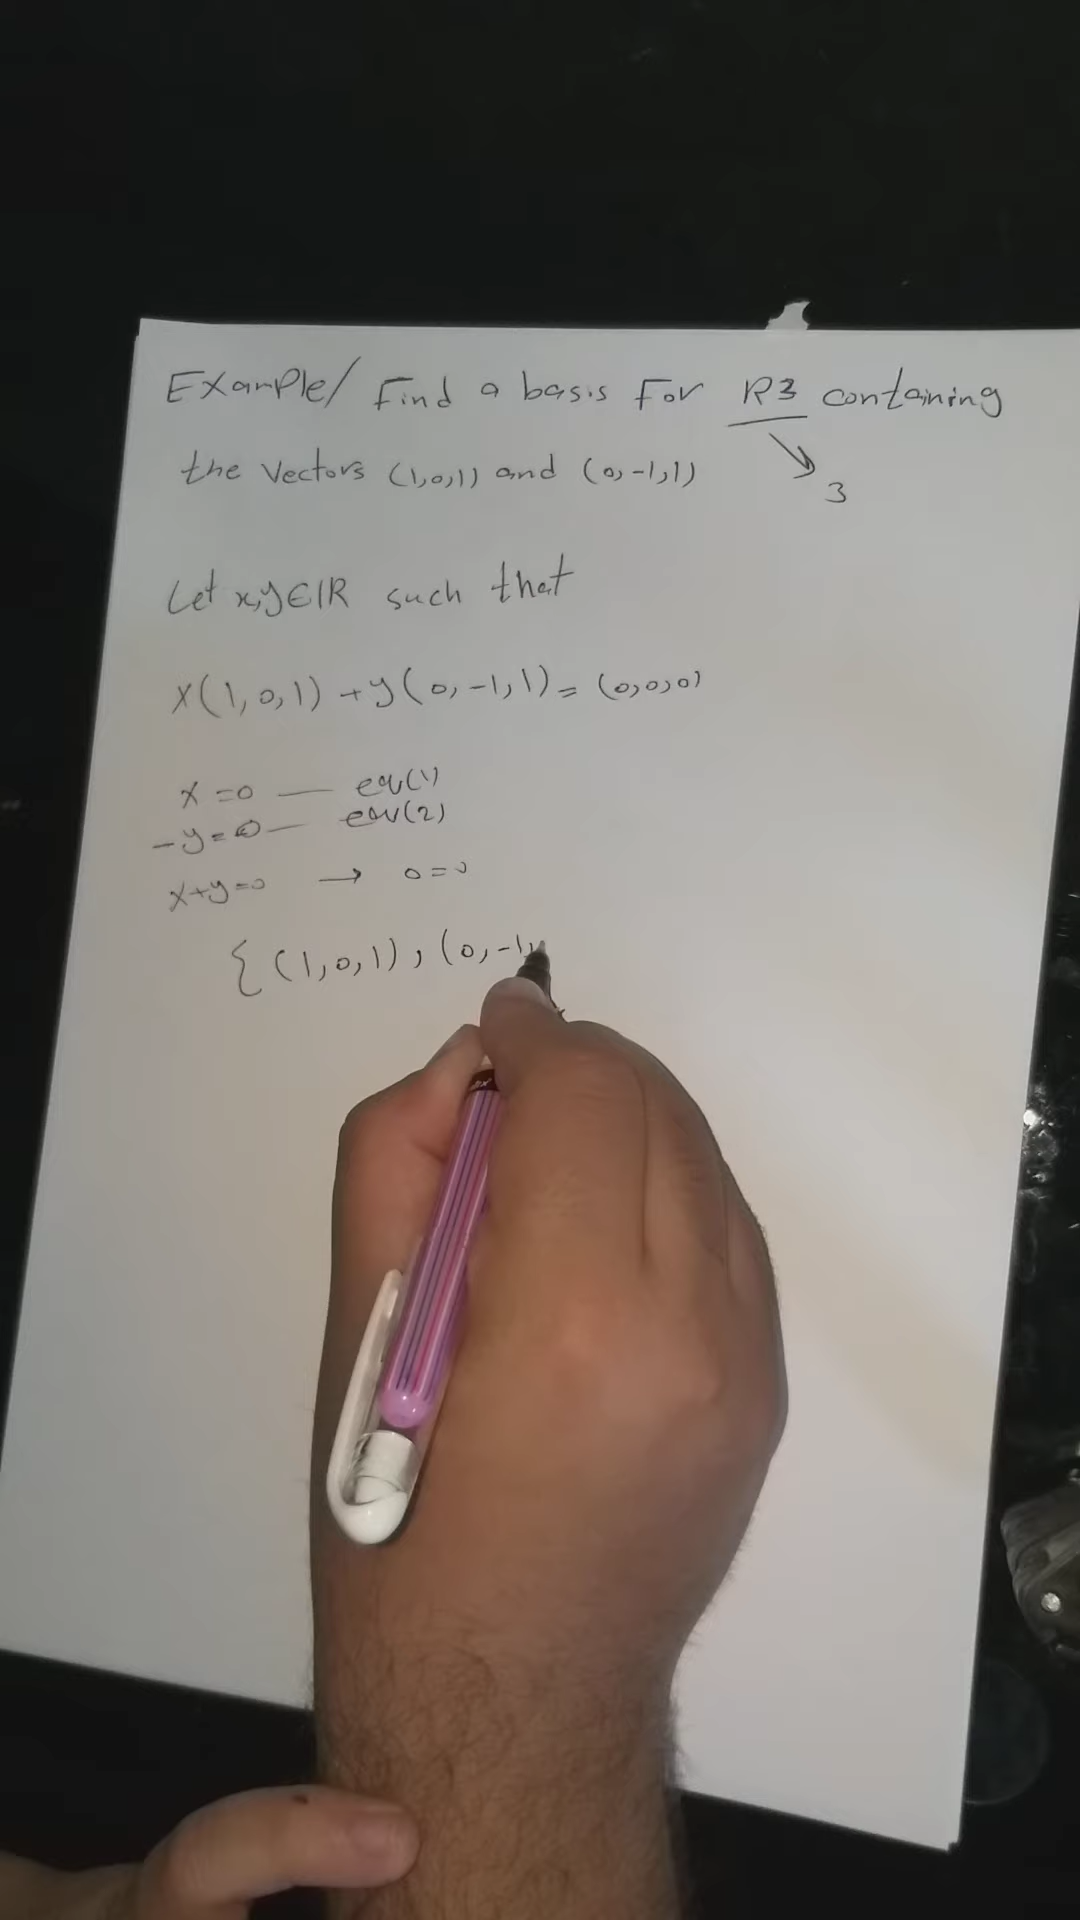 Example/ Find a basis For R3 containing
the vectors (1,0,1) and (0,-1,1)
3
Let x,y∈IR such that
x(1,0,1) +y(0,-1,1)= (0,0,0)
x =0 — eq(1)
-y=0 — eq(2)
x+y=0 → 0=0
{ (1,0,1), (0,-1,